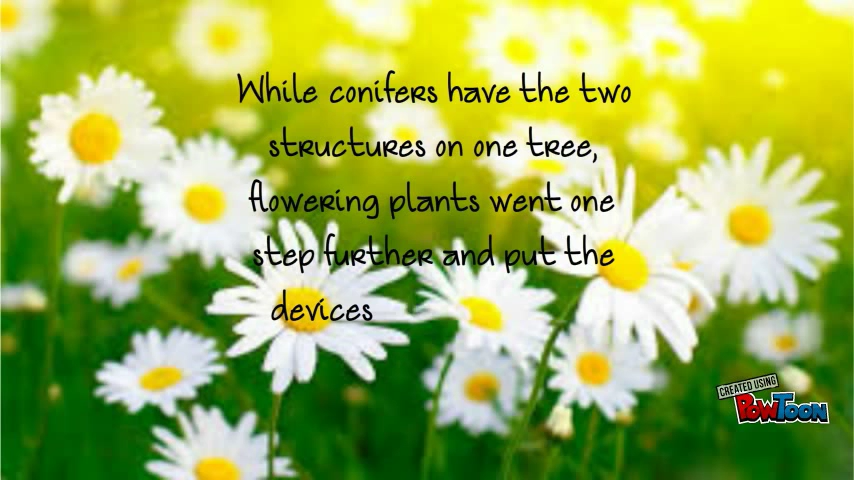 While conifers have the two
structures on one tree,
flowering plants went one
step further and put the
devices
CREATED USING
POWTOON